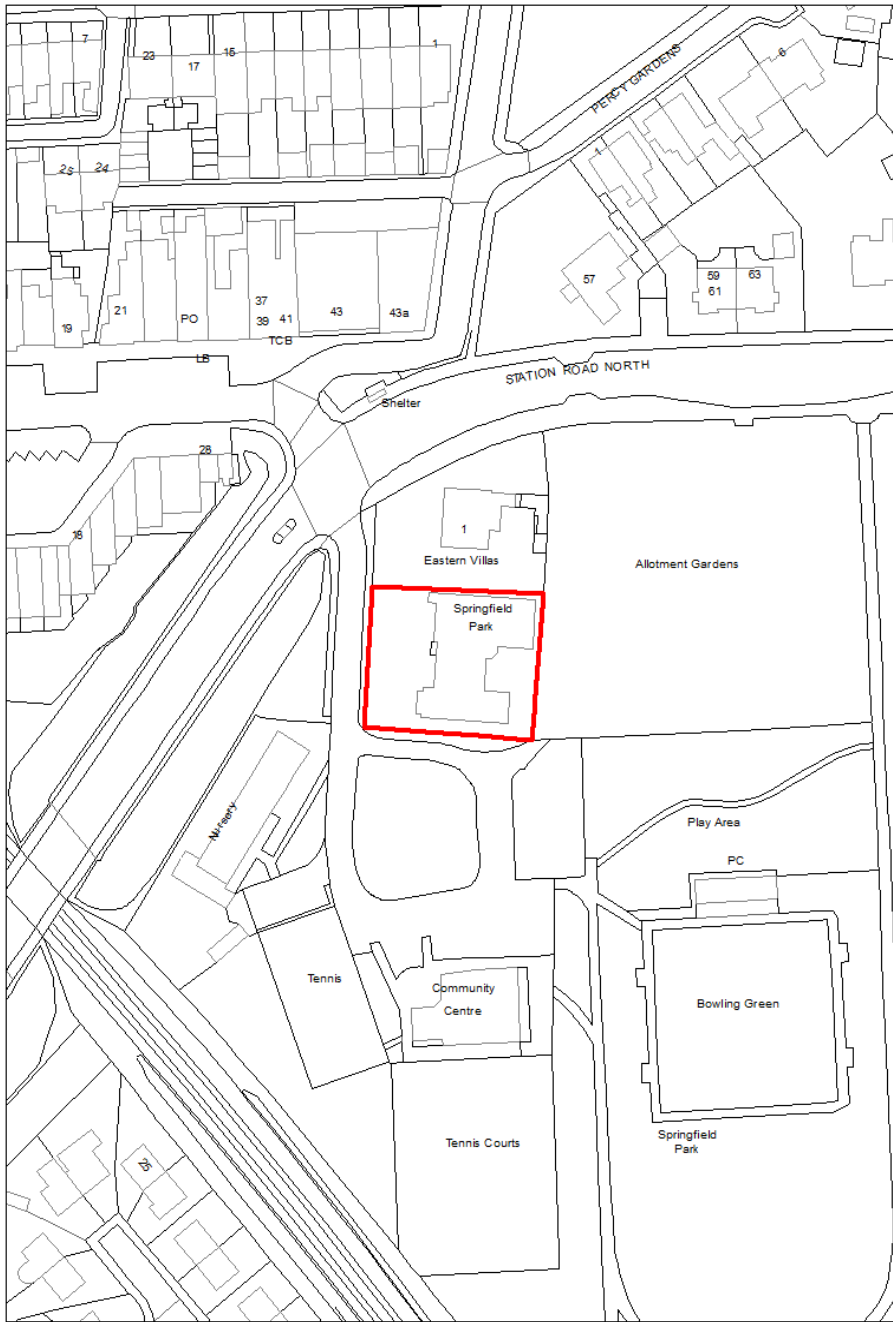 7
23
17
15
1
PERCY GARDENS
6
25
24
1
57
59
61
63
19
21
PO
37
39
41
43
43a
TCB
LB
STATION ROAD NORTH
Shelter
28
18
1
Eastern Villas
Allotment Gardens
Springfield
Park
Nursery
Play Area
PC
Tennis
Community
Centre
Bowling Green
Tennis Courts
Springfield
Park
25